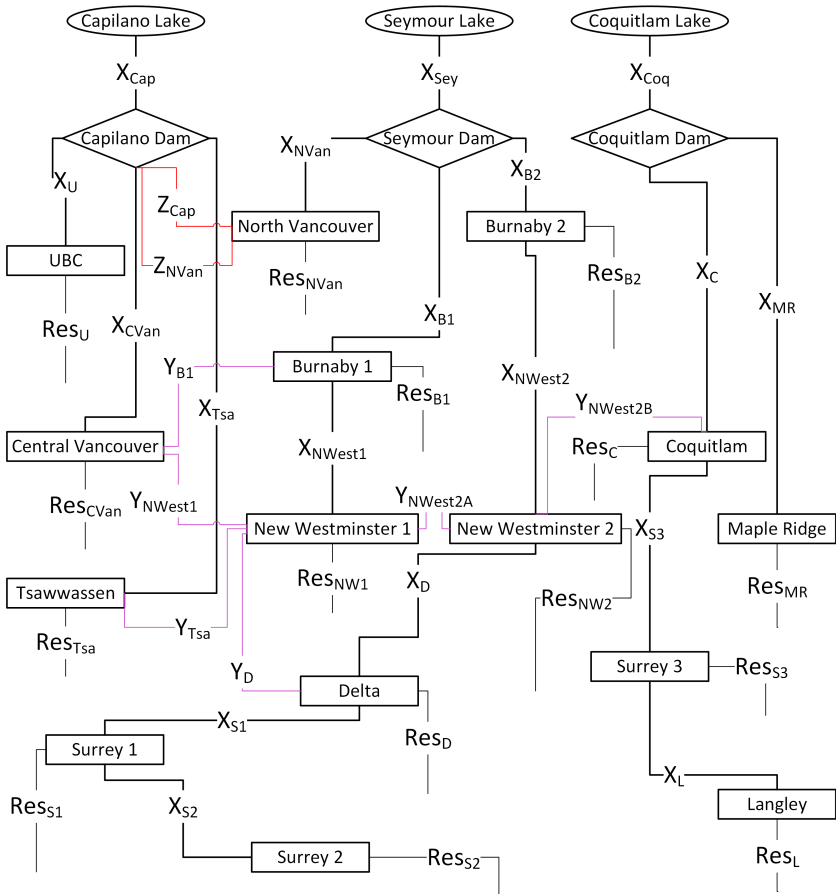 Capilano Lake
Seymour Lake
Coquitlam Lake
XCap
XSey
XCoq
Capilano Dam
Seymour Dam
Coquitlam Dam
XNVan
XB2
XU
ZCap
North Vancouver
Burnaby 2
UBC
ZNVan
ResNVan
ResB2
XC
XMR
ResU
XCVan
XB1
YB1
Burnaby 1
XNWest2
ResB1
XTsa
YNWest2B
Central Vancouver
XNWest1
ResC
Coquitlam
ResCVan
YNWest1
YNWest2A
New Westminster 1
New Westminster 2
XS3
Maple Ridge
ResNW1
XD
Tsawwassen
ResNW2
ResMR
ResTsa
YTsa
YD
Surrey 3
ResS3
Delta
XS1
ResD
Surrey 1
XL
ResS1
XS2
Langley
Surrey 2
ResS2
ResL